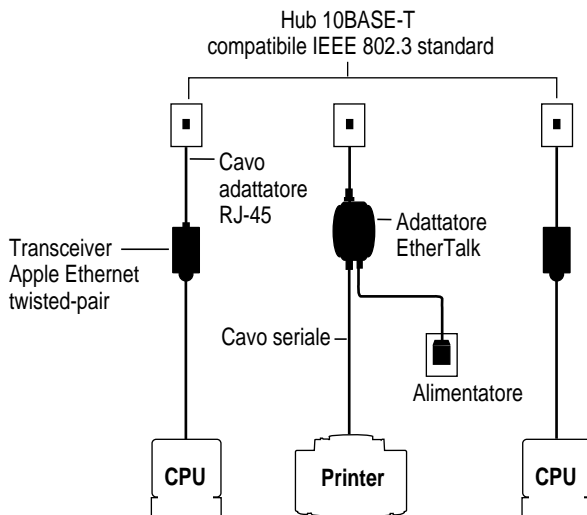 Hub 10BASE-T
compatibile IEEE 802.3 standard
Cavo
adattatore
RJ-45
Adattatore
EtherTalk
Transceiver
Apple Ethernet
twisted-pair
Cavo seriale
Alimentatore
CPU
Printer
CPU